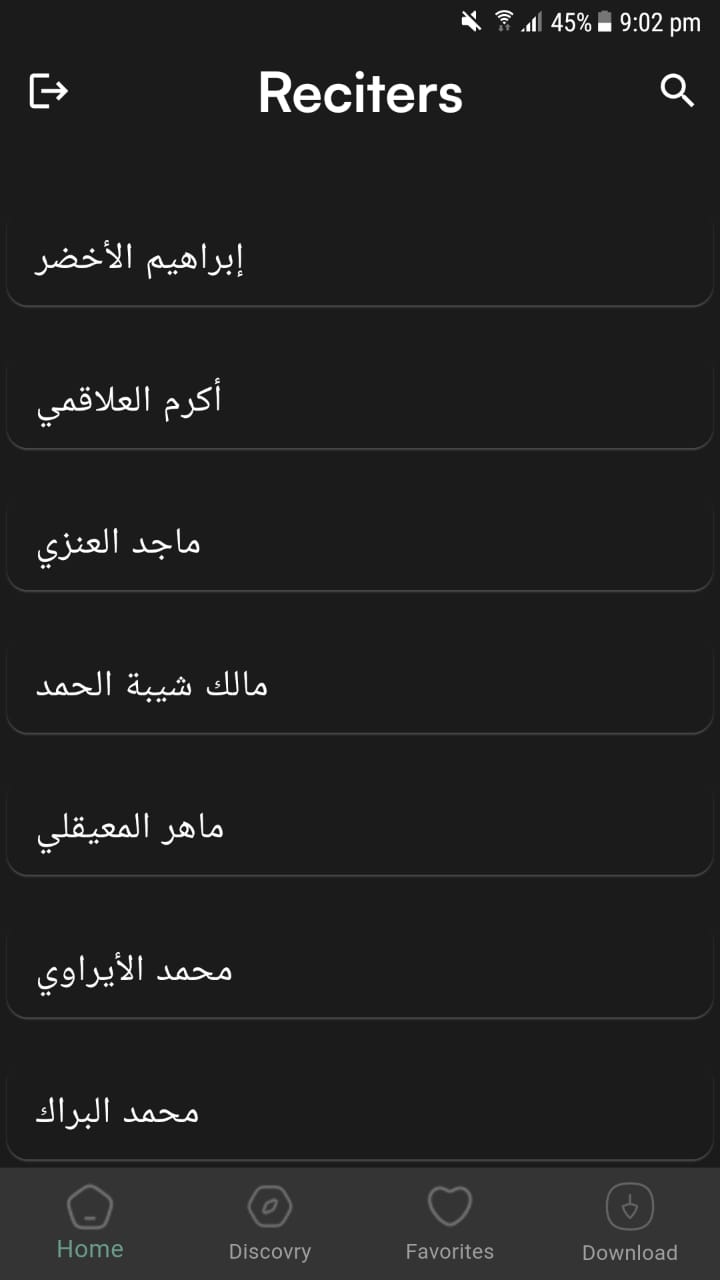 45% 9:02 pm
Reciters
إبراهيم الأخضر
أكرم العلاقمي
ماجد العنزي
مالك شيبة الحمد
ماهر المعيقلي
محمد الأيراوي
محمد البراك
Home Discovry Favorites Download